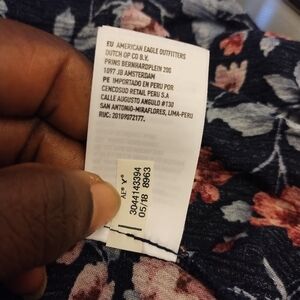 EU AMERICAN EAGLE OUTFITTERS
DUTCH OP CO B.V.
PRINS BERNHARDPLEIN 200
1097 JB AMSTERDAM
PE IMPORTADO EN PERU POR
CENCOSUD RETAIL PERU S.A
CALLE AUGUSTO ANGULO #130
SAN ANTONIO-MIRAFLORES, LIMA-PERU
RUC: 20109072177.
30441143394
05/18 8963